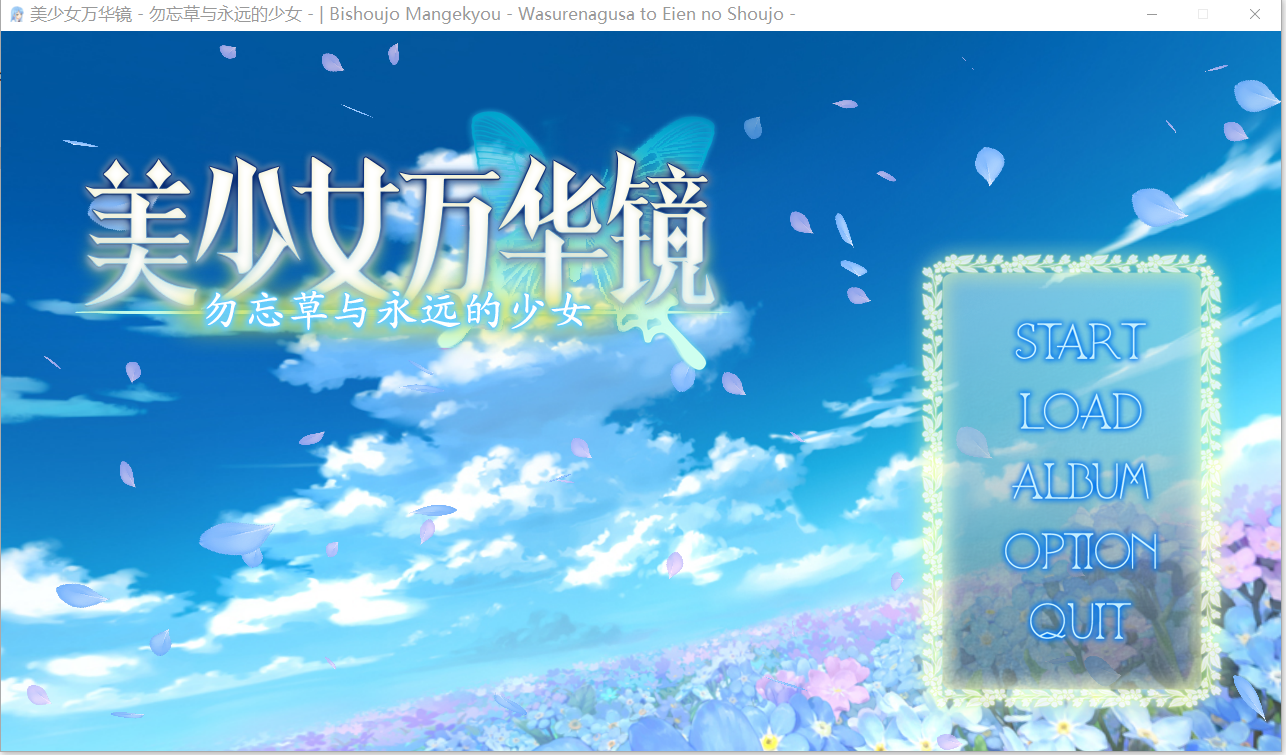 美少女万华镜 - 勿忘草与永远的少女 - | Bishoujo Mangekyou - Wasurenagusa to Eien no Shoujo -
美少女万华镜
勿忘草与永远的少女
START
LOAD
ALBUM
OPTION
QUIT